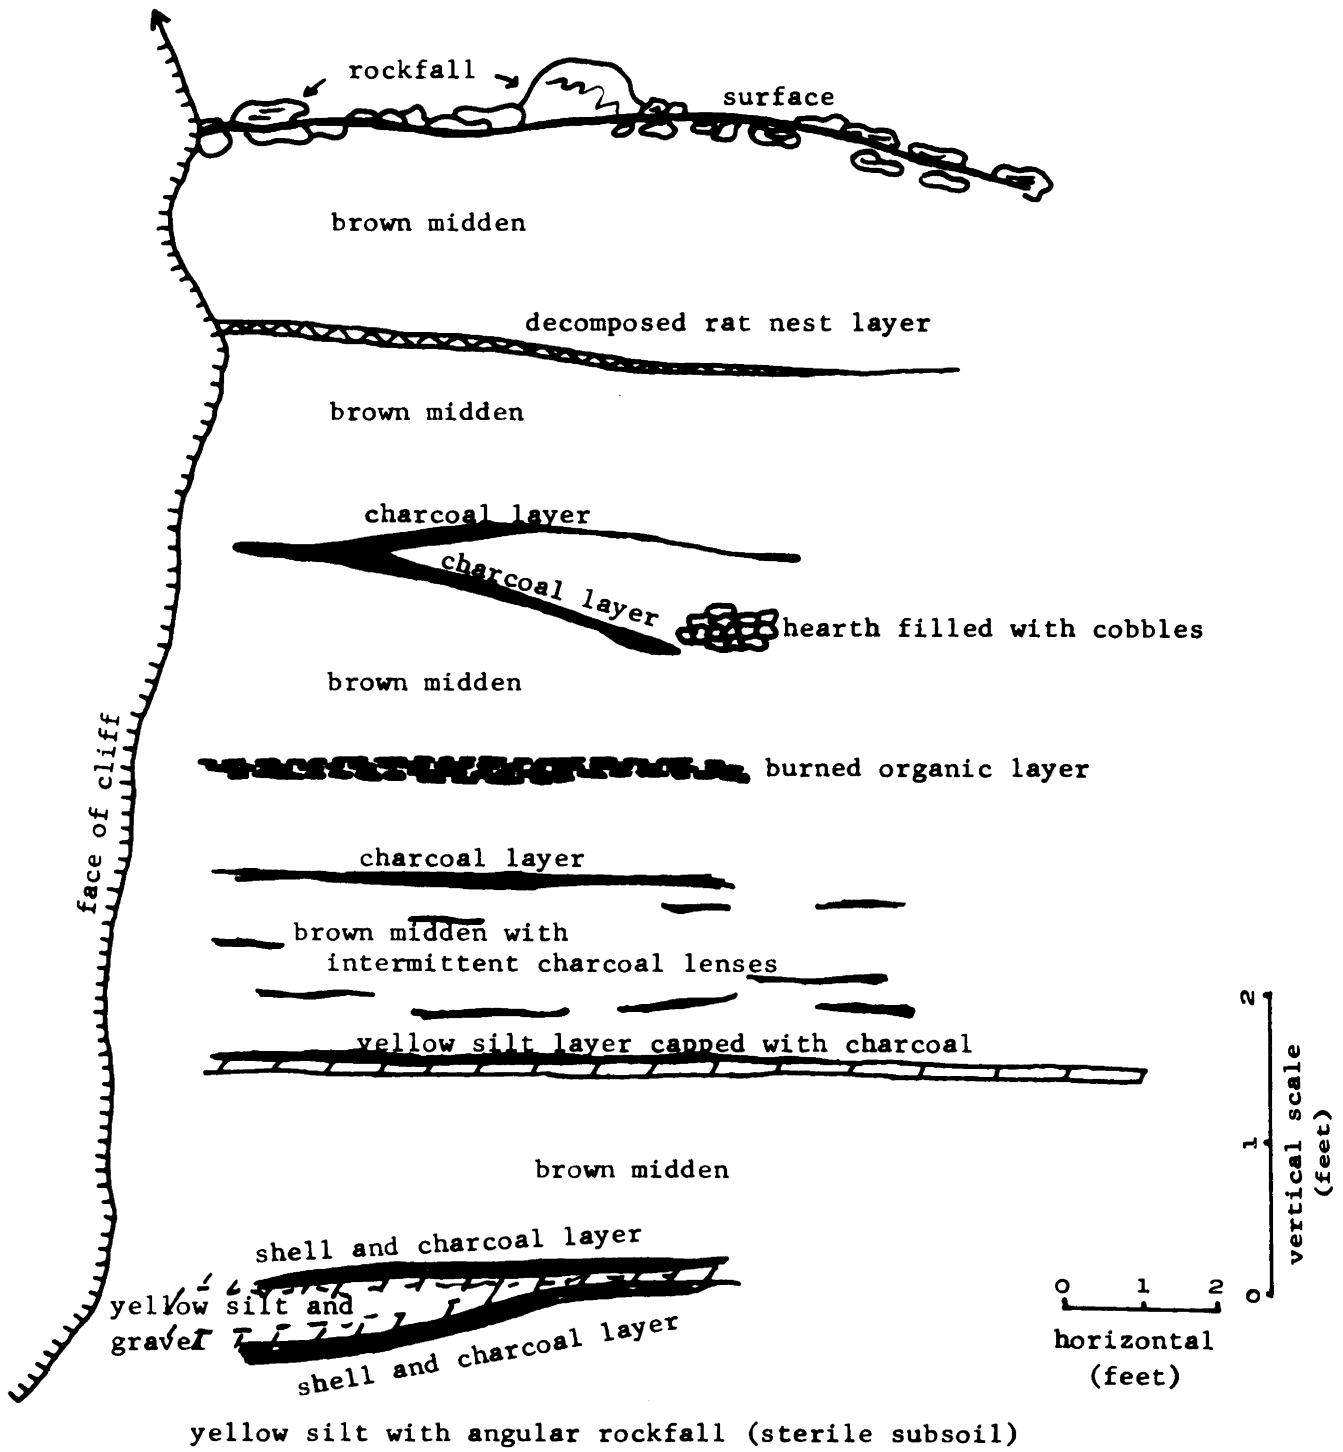 rockfall
surface
brown midden
decomposed rat nest layer
brown midden
charcoal layer
charcoal layer
hearth filled with cobbles
brown midden
face of cliff
burned organic layer
charcoal layer
brown midden with
intermittent charcoal lenses
yellow silt layer capped with charcoal
brown midden
shell and charcoal layer
yellow silt and
gravel
shell and charcoal layer
yellow silt with angular rockfall (sterile subsoil)
2
1
0
vertical scale
(feet)
0 1 2
horizontal
(feet)